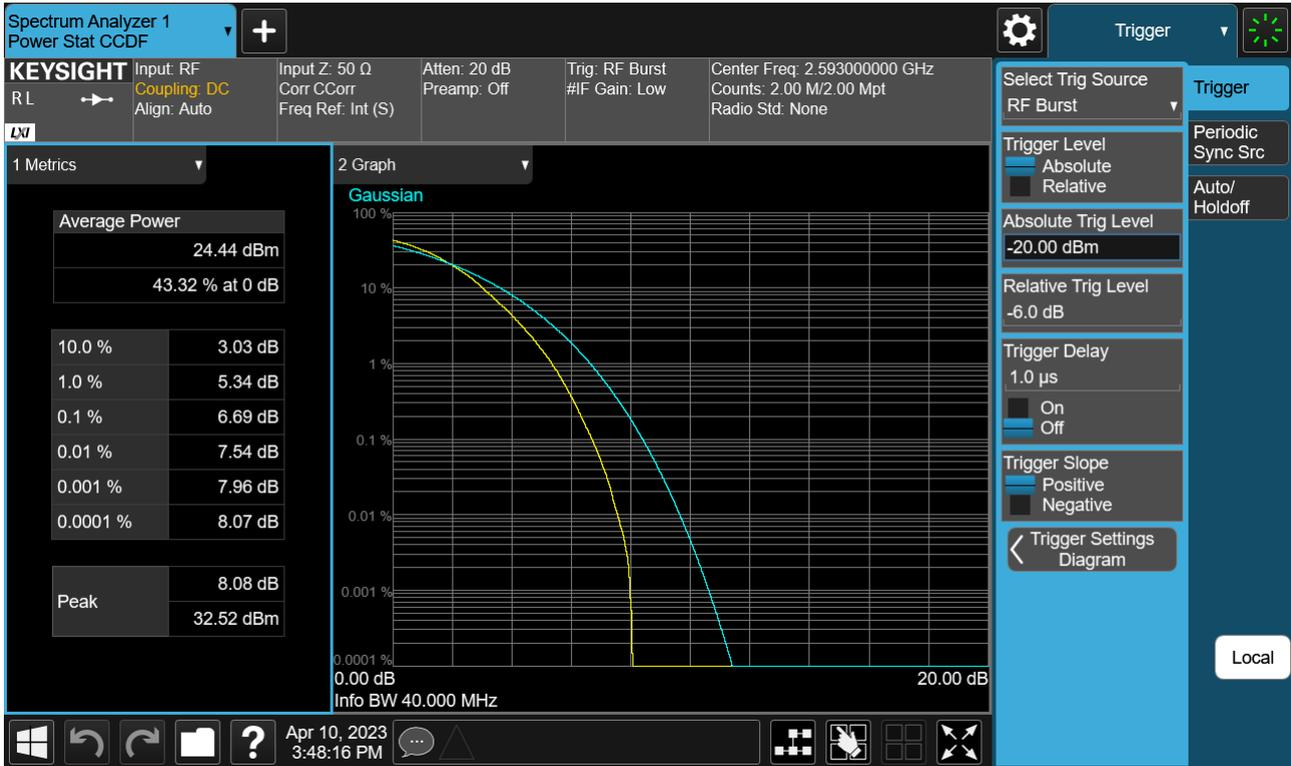 Spectrum Analyzer 1
Power Stat CCDF
Trigger
KEYSIGHT
R L
LXI
Input: RF
Coupling: DC
Align: Auto
Input Z: 50 Ω
Corr CCorr
Freq Ref: Int (S)
Atten: 20 dB
Preamp: Off
Trig: RF Burst
#IF Gain: Low
Center Freq: 2.593000000 GHz
Counts: 2.00 M/2.00 Mpt
Radio Std: None
1 Metrics
Average Power
24.44 dBm
43.32 % at 0 dB
10.0 % 3.03 dB
1.0 % 5.34 dB
0.1 % 6.69 dB
0.01 % 7.54 dB
0.001 % 7.96 dB
0.0001 % 8.07 dB
Peak
8.08 dB
32.52 dBm
2 Graph
Gaussian
100 %
10 %
1 %
0.1 %
0.01 %
0.001 %
0.0001 %
0.00 dB 20.00 dB
Info BW 40.000 MHz
Select Trig Source
RF Burst
Trigger Level
Absolute
Relative
Absolute Trig Level
-20.00 dBm
Relative Trig Level
-6.0 dB
Trigger Delay
1.0 µs
On
Off
Trigger Slope
Positive
Negative
Trigger Settings
Diagram
Trigger
Periodic
Sync Src
Auto/
Holdoff
Local
?
Apr 10, 2023
3:48:16 PM